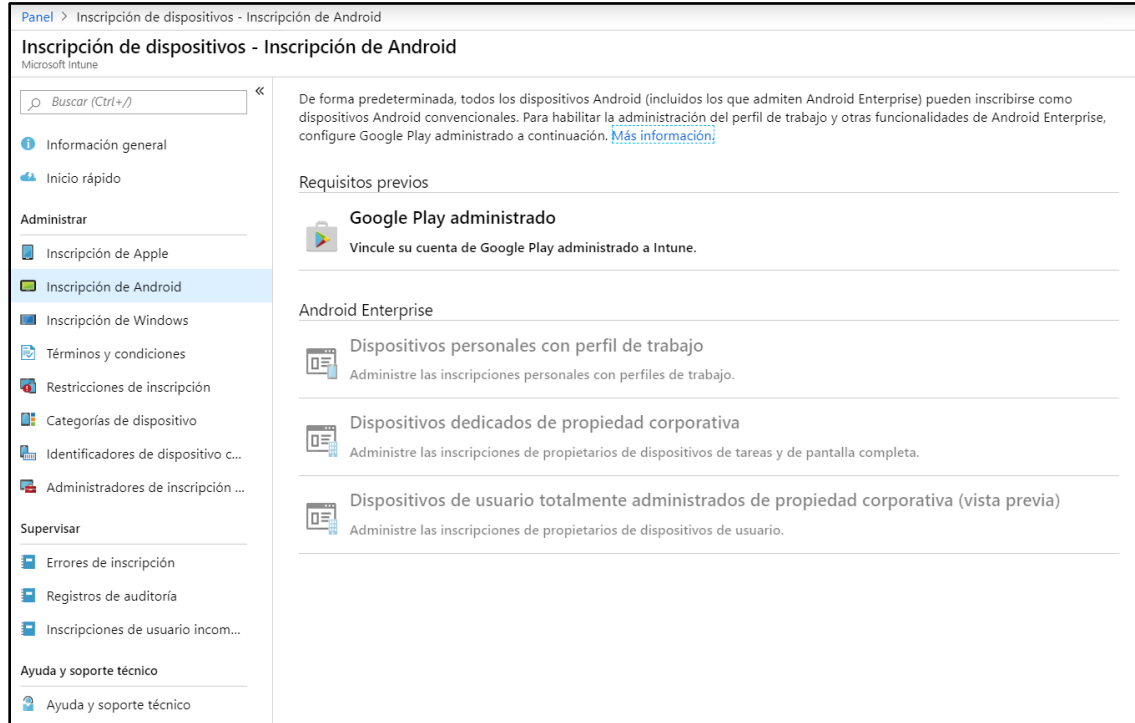 Panel > Inscripción de dispositivos - Inscripción de Android
Inscripción de dispositivos - Inscripción de Android
Microsoft Intune
Buscar (Ctrl+/)
«
Información general
Inicio rápido
Administrar
Inscripción de Apple
Inscripción de Android
Inscripción de Windows
Términos y condiciones
Restricciones de inscripción
Categorías de dispositivo
Identificadores de dispositivo c...
Administradores de inscripción ...
Supervisar
Errores de inscripción
Registros de auditoría
Inscripciones de usuario incom...
Ayuda y soporte técnico
Ayuda y soporte técnico
De forma predeterminada, todos los dispositivos Android (incluidos los que admiten Android Enterprise) pueden inscribirse como
dispositivos Android convencionales. Para habilitar la administración del perfil de trabajo y otras funcionalidades de Android Enterprise,
configure Google Play administrado a continuación. Más información.
Requisitos previos
Google Play administrado
Vincule su cuenta de Google Play administrado a Intune.
Android Enterprise
Dispositivos personales con perfil de trabajo
Administre las inscripciones personales con perfiles de trabajo.
Dispositivos dedicados de propiedad corporativa
Administre las inscripciones de propietarios de dispositivos de tareas y de pantalla completa.
Dispositivos de usuario totalmente administrados de propiedad corporativa (vista previa)
Administre las inscripciones de propietarios de dispositivos de usuario.